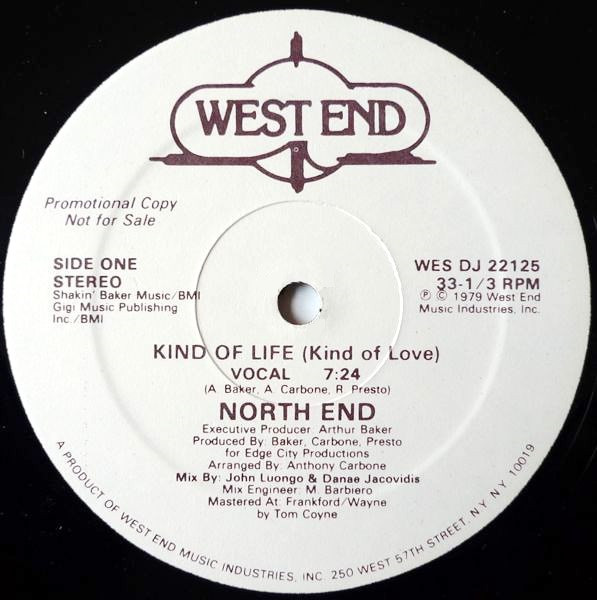 WEST END
Promotional Copy
Not for Sale
SIDE ONE
STEREO
Shakin' Baker Music/BMI
Gigi Music Publishing
Inc./BMI
WES DJ 22125
33-1/3 RPM
Ⓟ © 1979 West End
Music Industries, Inc.
KIND OF LIFE (Kind of Love)
VOCAL 7:24
(A. Baker, A. Carbone, R. Presto)
NORTH END
Executive Producer Arthur Baker
Produced By: Baker, Carbone, Presto
for Edge City Productions
Arranged By: Anthony Carbone
Mix By: John Luongo & Danae Jacovidis
Mix Engineer: M. Barbiero
Mastered At: Frankford/Wayne
by Tom Coyne
A PRODUCT OF WEST END MUSIC INDUSTRIES, INC. 250 WEST 57TH STREET, N.Y. N.Y. 10019